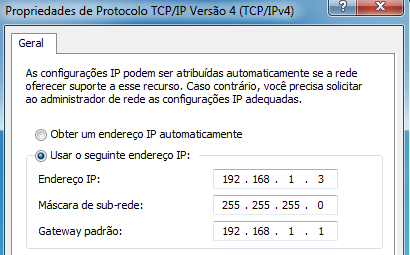 Propriedades de Protocolo TCP/IP Versão 4 (TCP/IPv4)
Geral
As configurações IP podem ser atribuídas automaticamente se a rede
oferecer suporte a esse recurso. Caso contrário, você precisa solicitar
ao administrador de rede as configurações IP adequadas.
Obter um endereço IP automaticamente
Usar o seguinte endereço IP:
Endereço IP: 192 . 168 . 1 . 3
Máscara de sub-rede: 255 . 255 . 255 . 0
Gateway padrão: 192 . 168 . 1 . 1